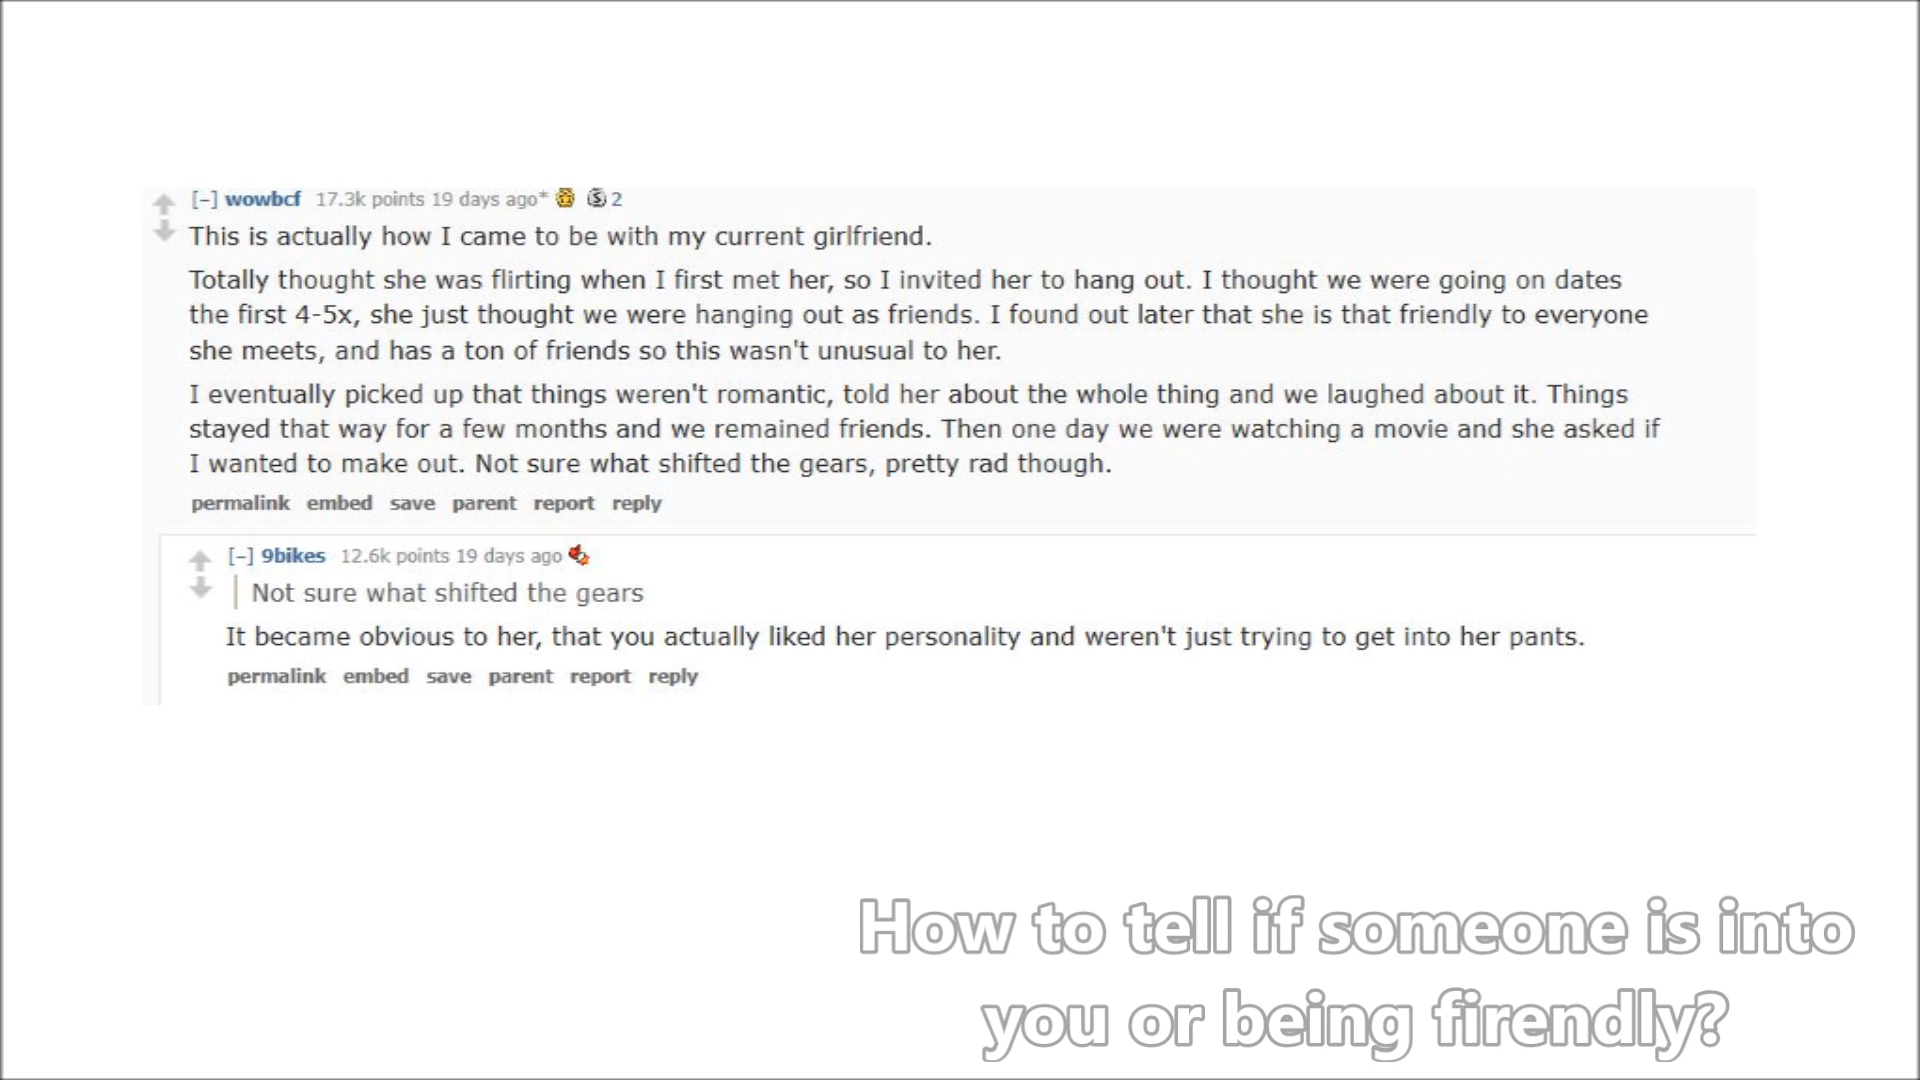 [–] wowbcf 17.3k points 19 days ago* 2
This is actually how I came to be with my current girlfriend.
Totally thought she was flirting when I first met her, so I invited her to hang out. I thought we were going on dates
the first 4-5x, she just thought we were hanging out as friends. I found out later that she is that friendly to everyone
she meets, and has a ton of friends so this wasn't unusual to her.
I eventually picked up that things weren't romantic, told her about the whole thing and we laughed about it. Things
stayed that way for a few months and we remained friends. Then one day we were watching a movie and she asked if
I wanted to make out. Not sure what shifted the gears, pretty rad though.
permalink embed save parent report reply
[–] 9bikes 12.6k points 19 days ago
Not sure what shifted the gears
It became obvious to her, that you actually liked her personality and weren't just trying to get into her pants.
permalink embed save parent report reply
How to tell if someone is into
you or being firendly?